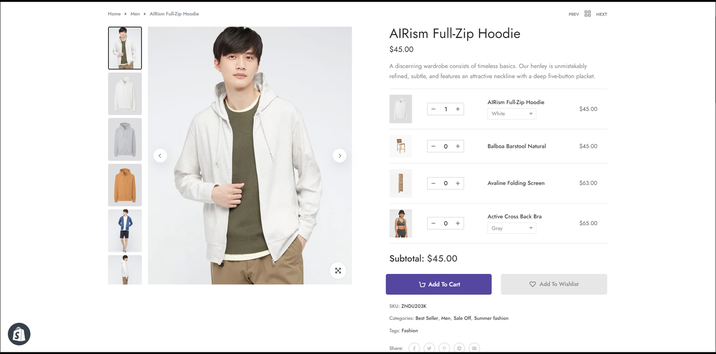 Home Men AIRism Full-Zip Hoodie
PREV NEXT
AIRism Full-Zip Hoodie
$45.00
A discerning wardrobe consists of timeless basics. Our henley is unmistakably
refined, subtle, and features an attractive neckline with a deep five-button placket.
1
AIRism Full-Zip Hoodie
White
$45.00
0
Balboa Barstool Natural
$45.00
0
Avaline Folding Screen
$63.00
0
Active Cross Back Bra
Gray
$65.00
Subtotal: $45.00
Add To Cart
Add To Wishlist
SKU: ZNDU203K
Categories: Best Seller, Men, Sale Off, Summer fashion
Tags: Fashion
Share: